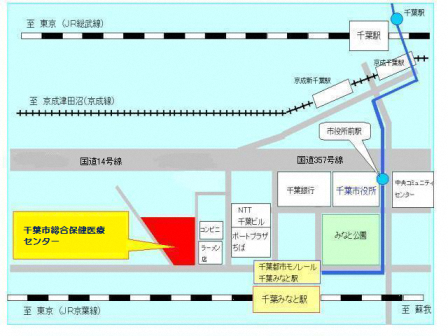 千葉駅
至 東京（JR総武線）
千葉駅
京成千葉駅
京成新千葉駅
至 京成津田沼(京成線)
市役所前駅
国道14号線
国道357号線
千葉銀行
千葉市役所
中央コミュニティ
センター
NTT
千葉ビル
コンビニ
ポートプラザ
ちば
ラーメン
店
みなと公園
千葉市総合保健医療
センター
千葉都市モノレール
千葉みなと駅
千葉みなと駅
至 東京（JR京葉線）
至 蘇我